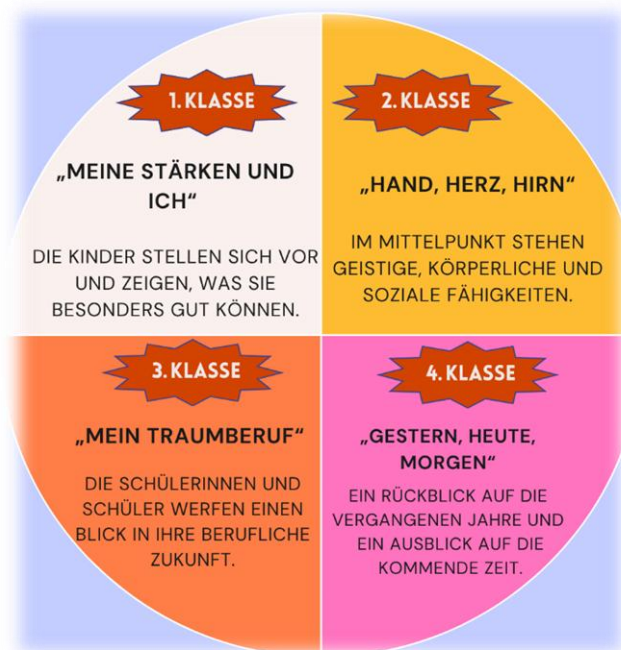 1. KLASSE
„MEINE STÄRKEN UND
ICH“
DIE KINDER STELLEN SICH VOR
UND ZEIGEN, WAS SIE
BESONDERS GUT KÖNNEN.
2. KLASSE
„HAND, HERZ, HIRN“
IM MITTELPUNKT STEHEN
GEISTIGE, KÖRPERLICHE UND
SOZIALE FÄHIGKEITEN.
3. KLASSE
„MEIN TRAUMBERUF“
DIE SCHÜLERINNEN UND
SCHÜLER WERFEN EINEN
BLICK IN IHRE BERUFLICHE
ZUKUNFT.
4. KLASSE
„GESTERN, HEUTE,
MORGEN“
EIN RÜCKBLICK AUF DIE
VERGANGENEN JAHRE UND
EIN AUSBLICK AUF DIE
KOMMENDE ZEIT.